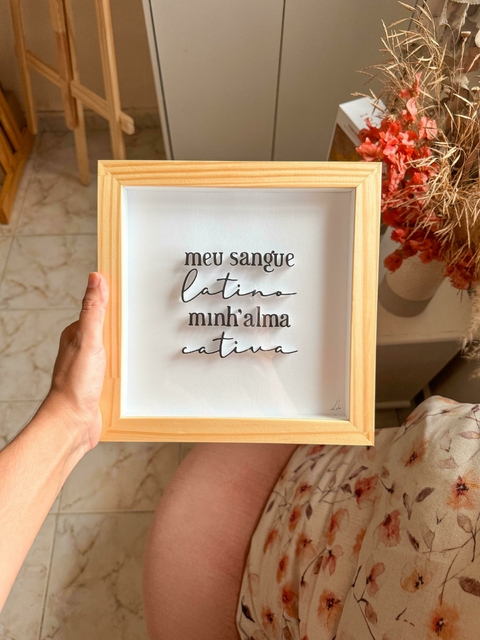 meu sangue
latino
minh'alma
cativa